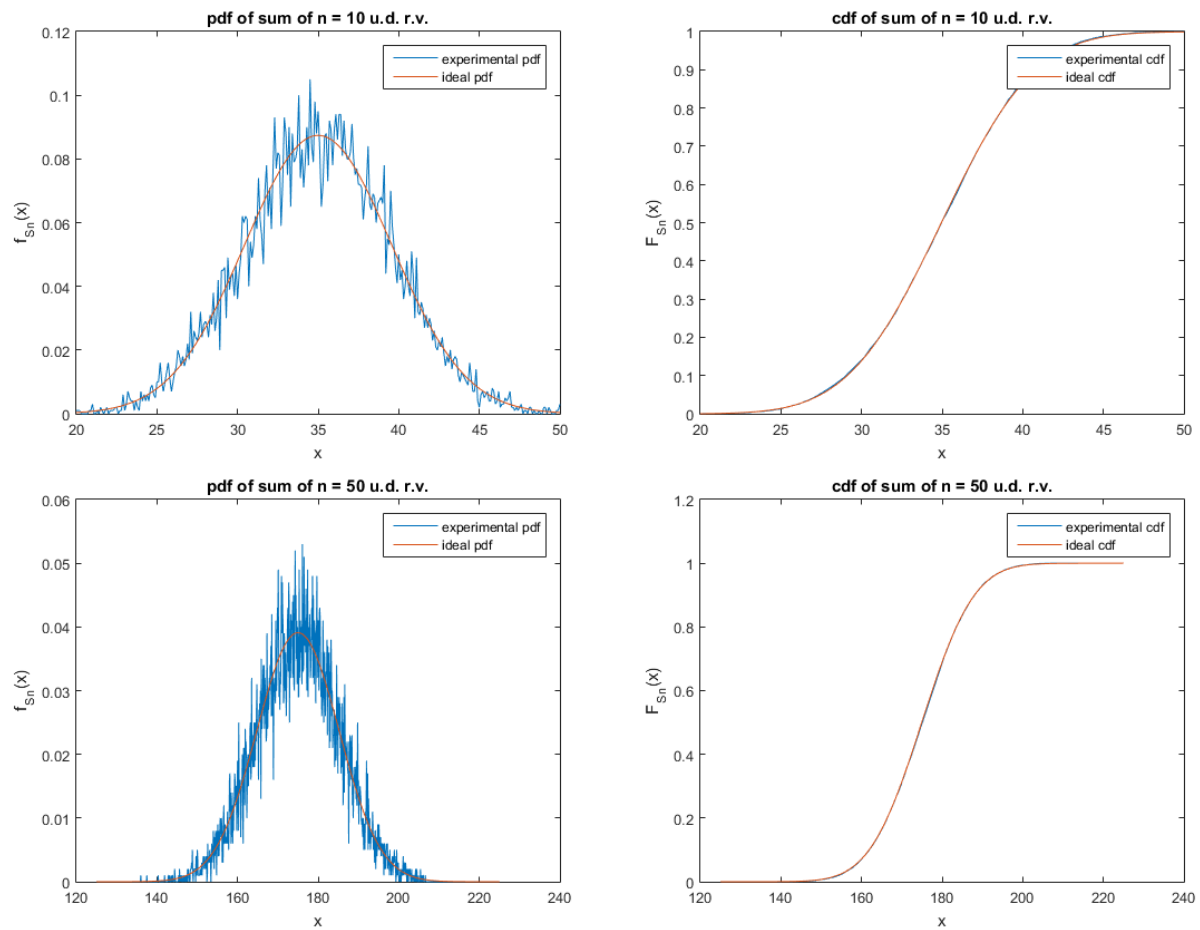 pdf of sum of n = 10 u.d. r.v.
0.12
0.1
0.08
0.06
0.04
0.02
0
f_Sn(x)
experimental pdf
ideal pdf
20 25 30 35 40 45 50
x
cdf of sum of n = 10 u.d. r.v.
1
0.9
0.8
0.7
0.6
0.5
0.4
0.3
0.2
0.1
0
F_Sn(x)
experimental cdf
ideal cdf
20 25 30 35 40 45 50
x
pdf of sum of n = 50 u.d. r.v.
0.06
0.05
0.04
0.03
0.02
0.01
0
f_Sn(x)
experimental pdf
ideal pdf
120 140 160 180 200 220 240
x
cdf of sum of n = 50 u.d. r.v.
1.2
1
0.8
0.6
0.4
0.2
0
F_Sn(x)
experimental cdf
ideal cdf
120 140 160 180 200 220 240
x